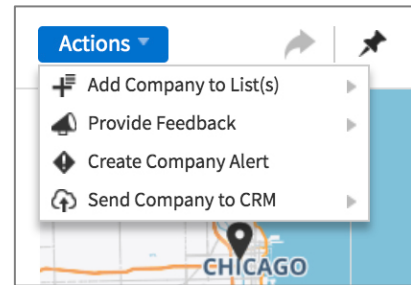 Actions
Add Company to List(s)
Provide Feedback
Create Company Alert
Send Company to CRM
CHICAGO